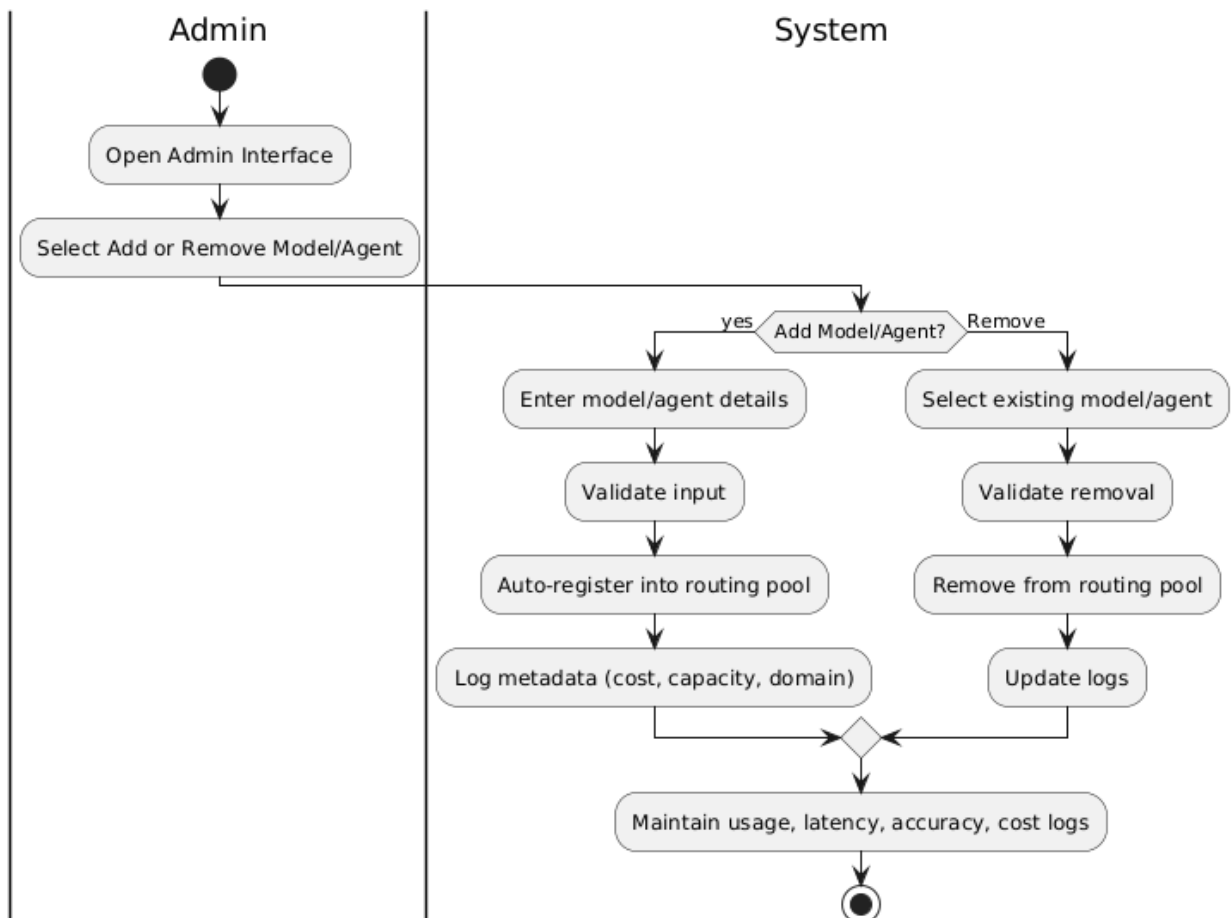 Admin
System
Open Admin Interface
Select Add or Remove Model/Agent
yes
Add Model/Agent?
Remove
Enter model/agent details
Select existing model/agent
Validate input
Validate removal
Auto-register into routing pool
Remove from routing pool
Log metadata (cost, capacity, domain)
Update logs
Maintain usage, latency, accuracy, cost logs